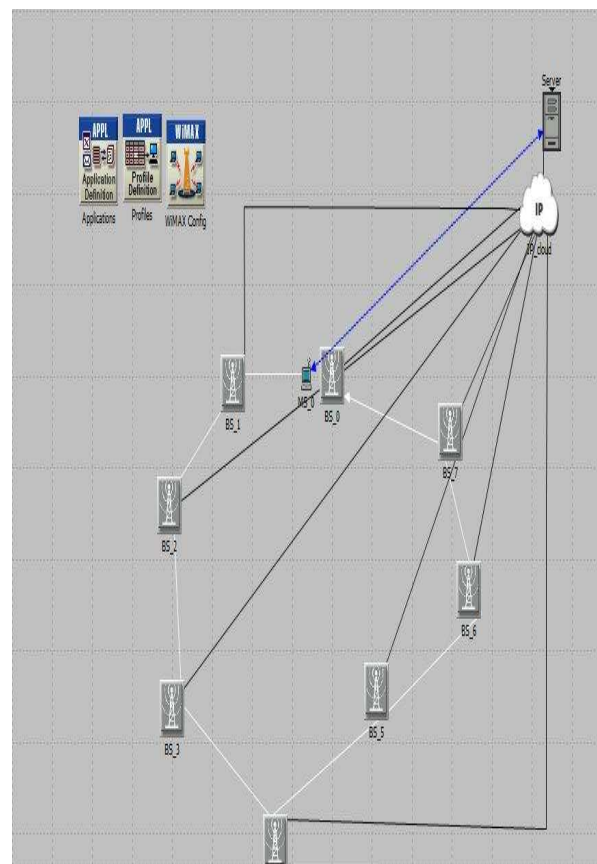 Server
APPL
APPL
WiMAX
Application
Definition
Profile
Definition
Applications
Profiles
WiMAX Config
IP
IP_cloud
MS_0
BS_0
BS_1
BS_7
BS_2
BS_6
BS_5
BS_3